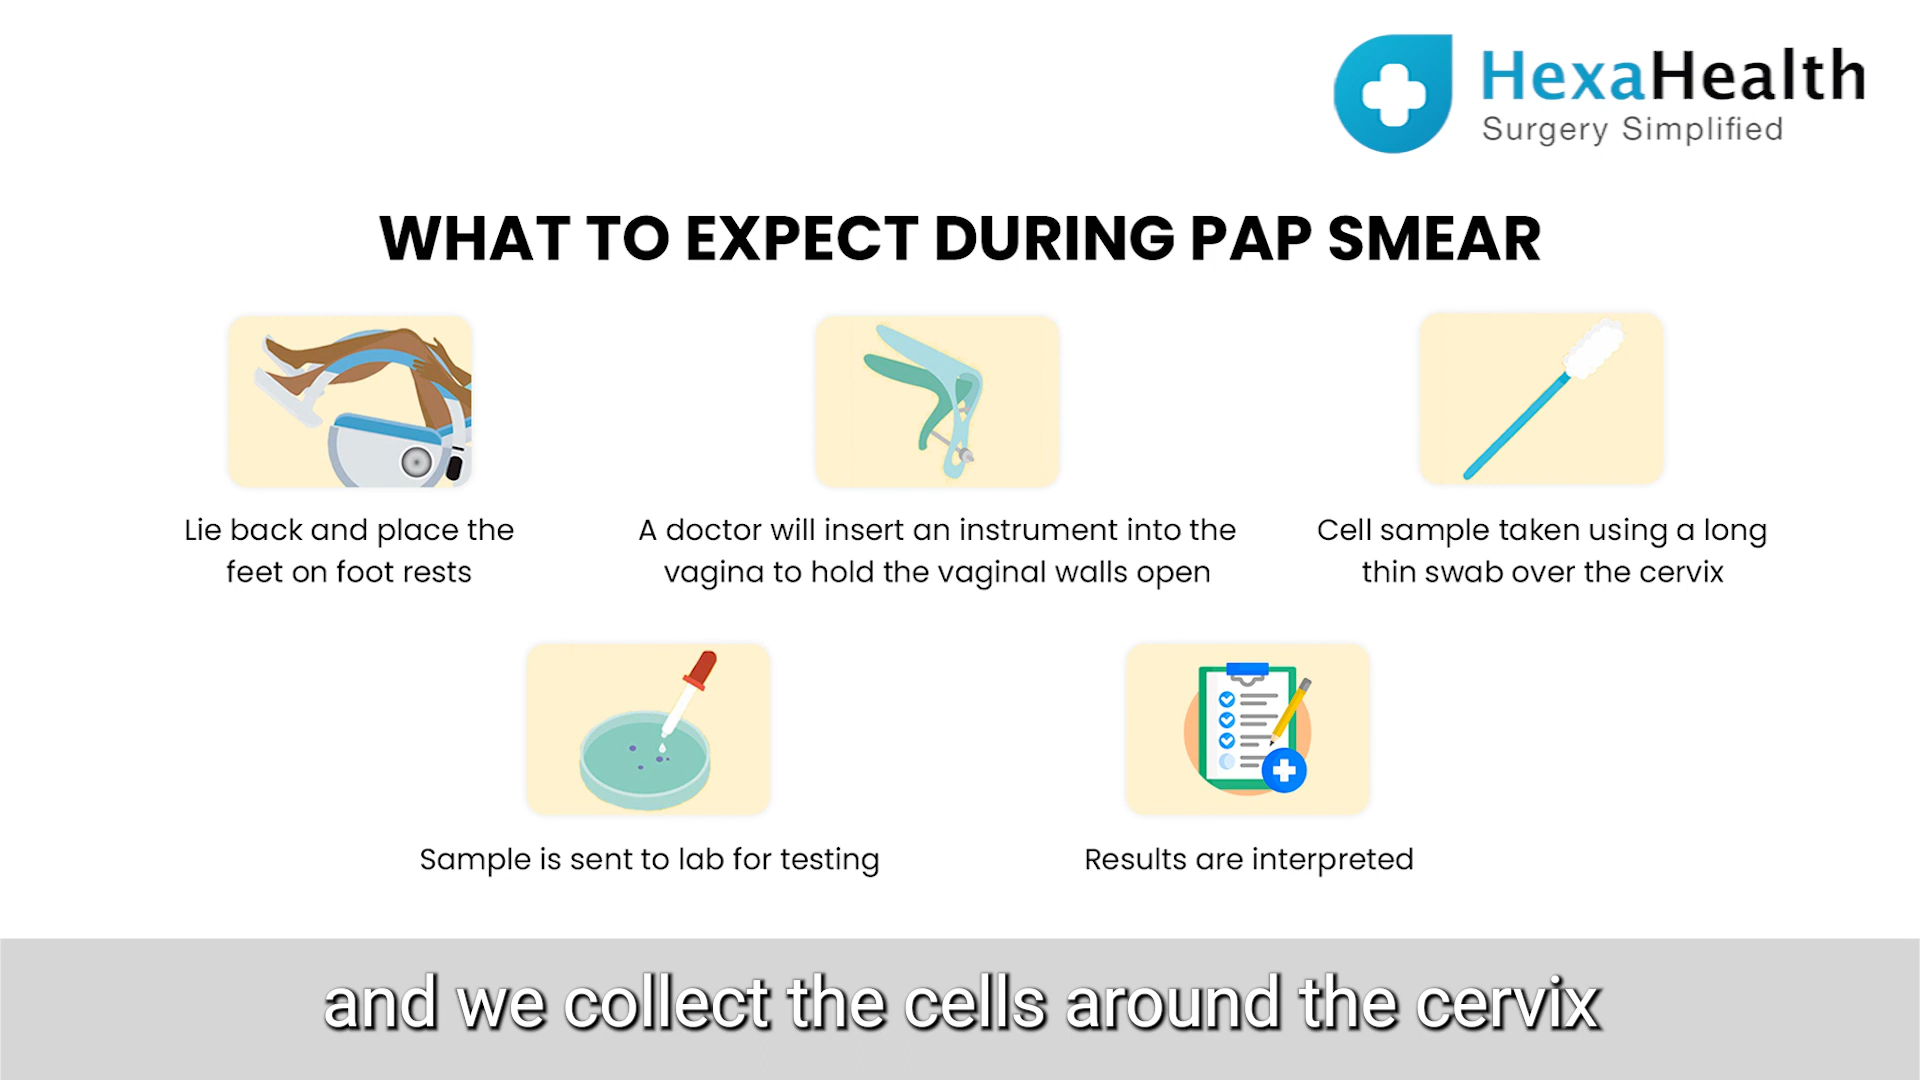 HexaHealth
Surgery Simplified
WHAT TO EXPECT DURING PAP SMEAR
Lie back and place the
feet on foot rests
A doctor will insert an instrument into the
vagina to hold the vaginal walls open
Cell sample taken using a long
thin swab over the cervix
Sample is sent to lab for testing
Results are interpreted
and we collect the cells around the cervix